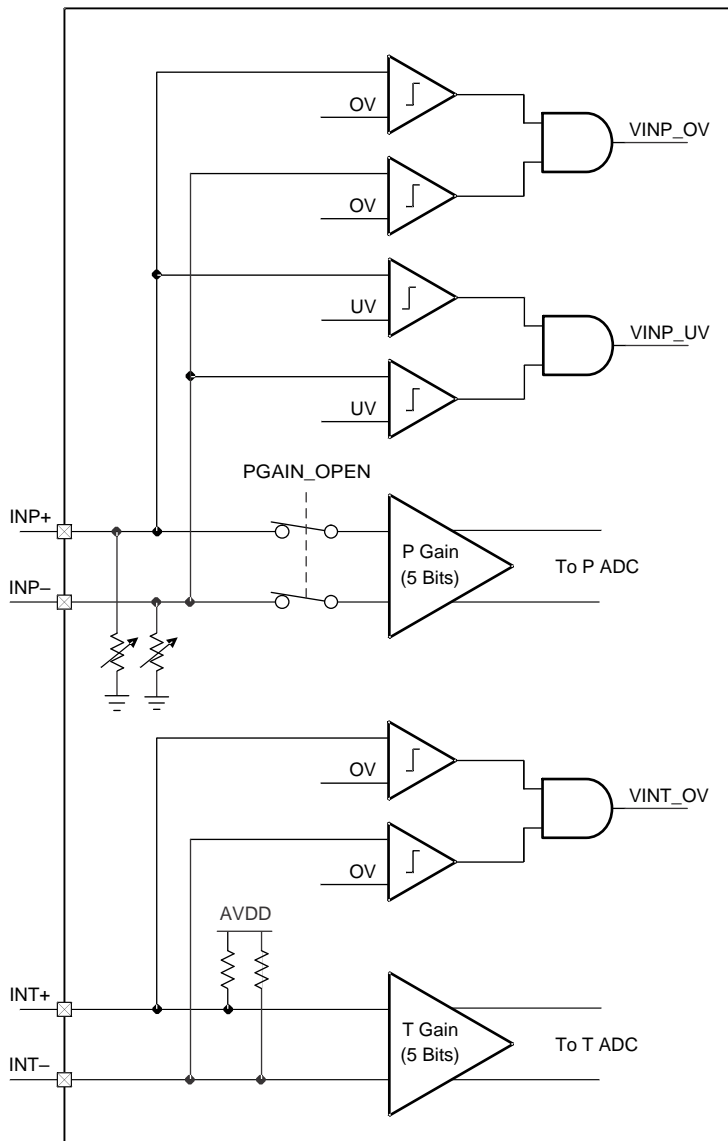 OV
VINP_OV
OV
UV
VINP_UV
UV
PGAIN_OPEN
INP+
P Gain
(5 Bits)
To P ADC
INP–
OV
VINT_OV
OV
AVDD
INT+
T Gain
(5 Bits)
To T ADC
INT–